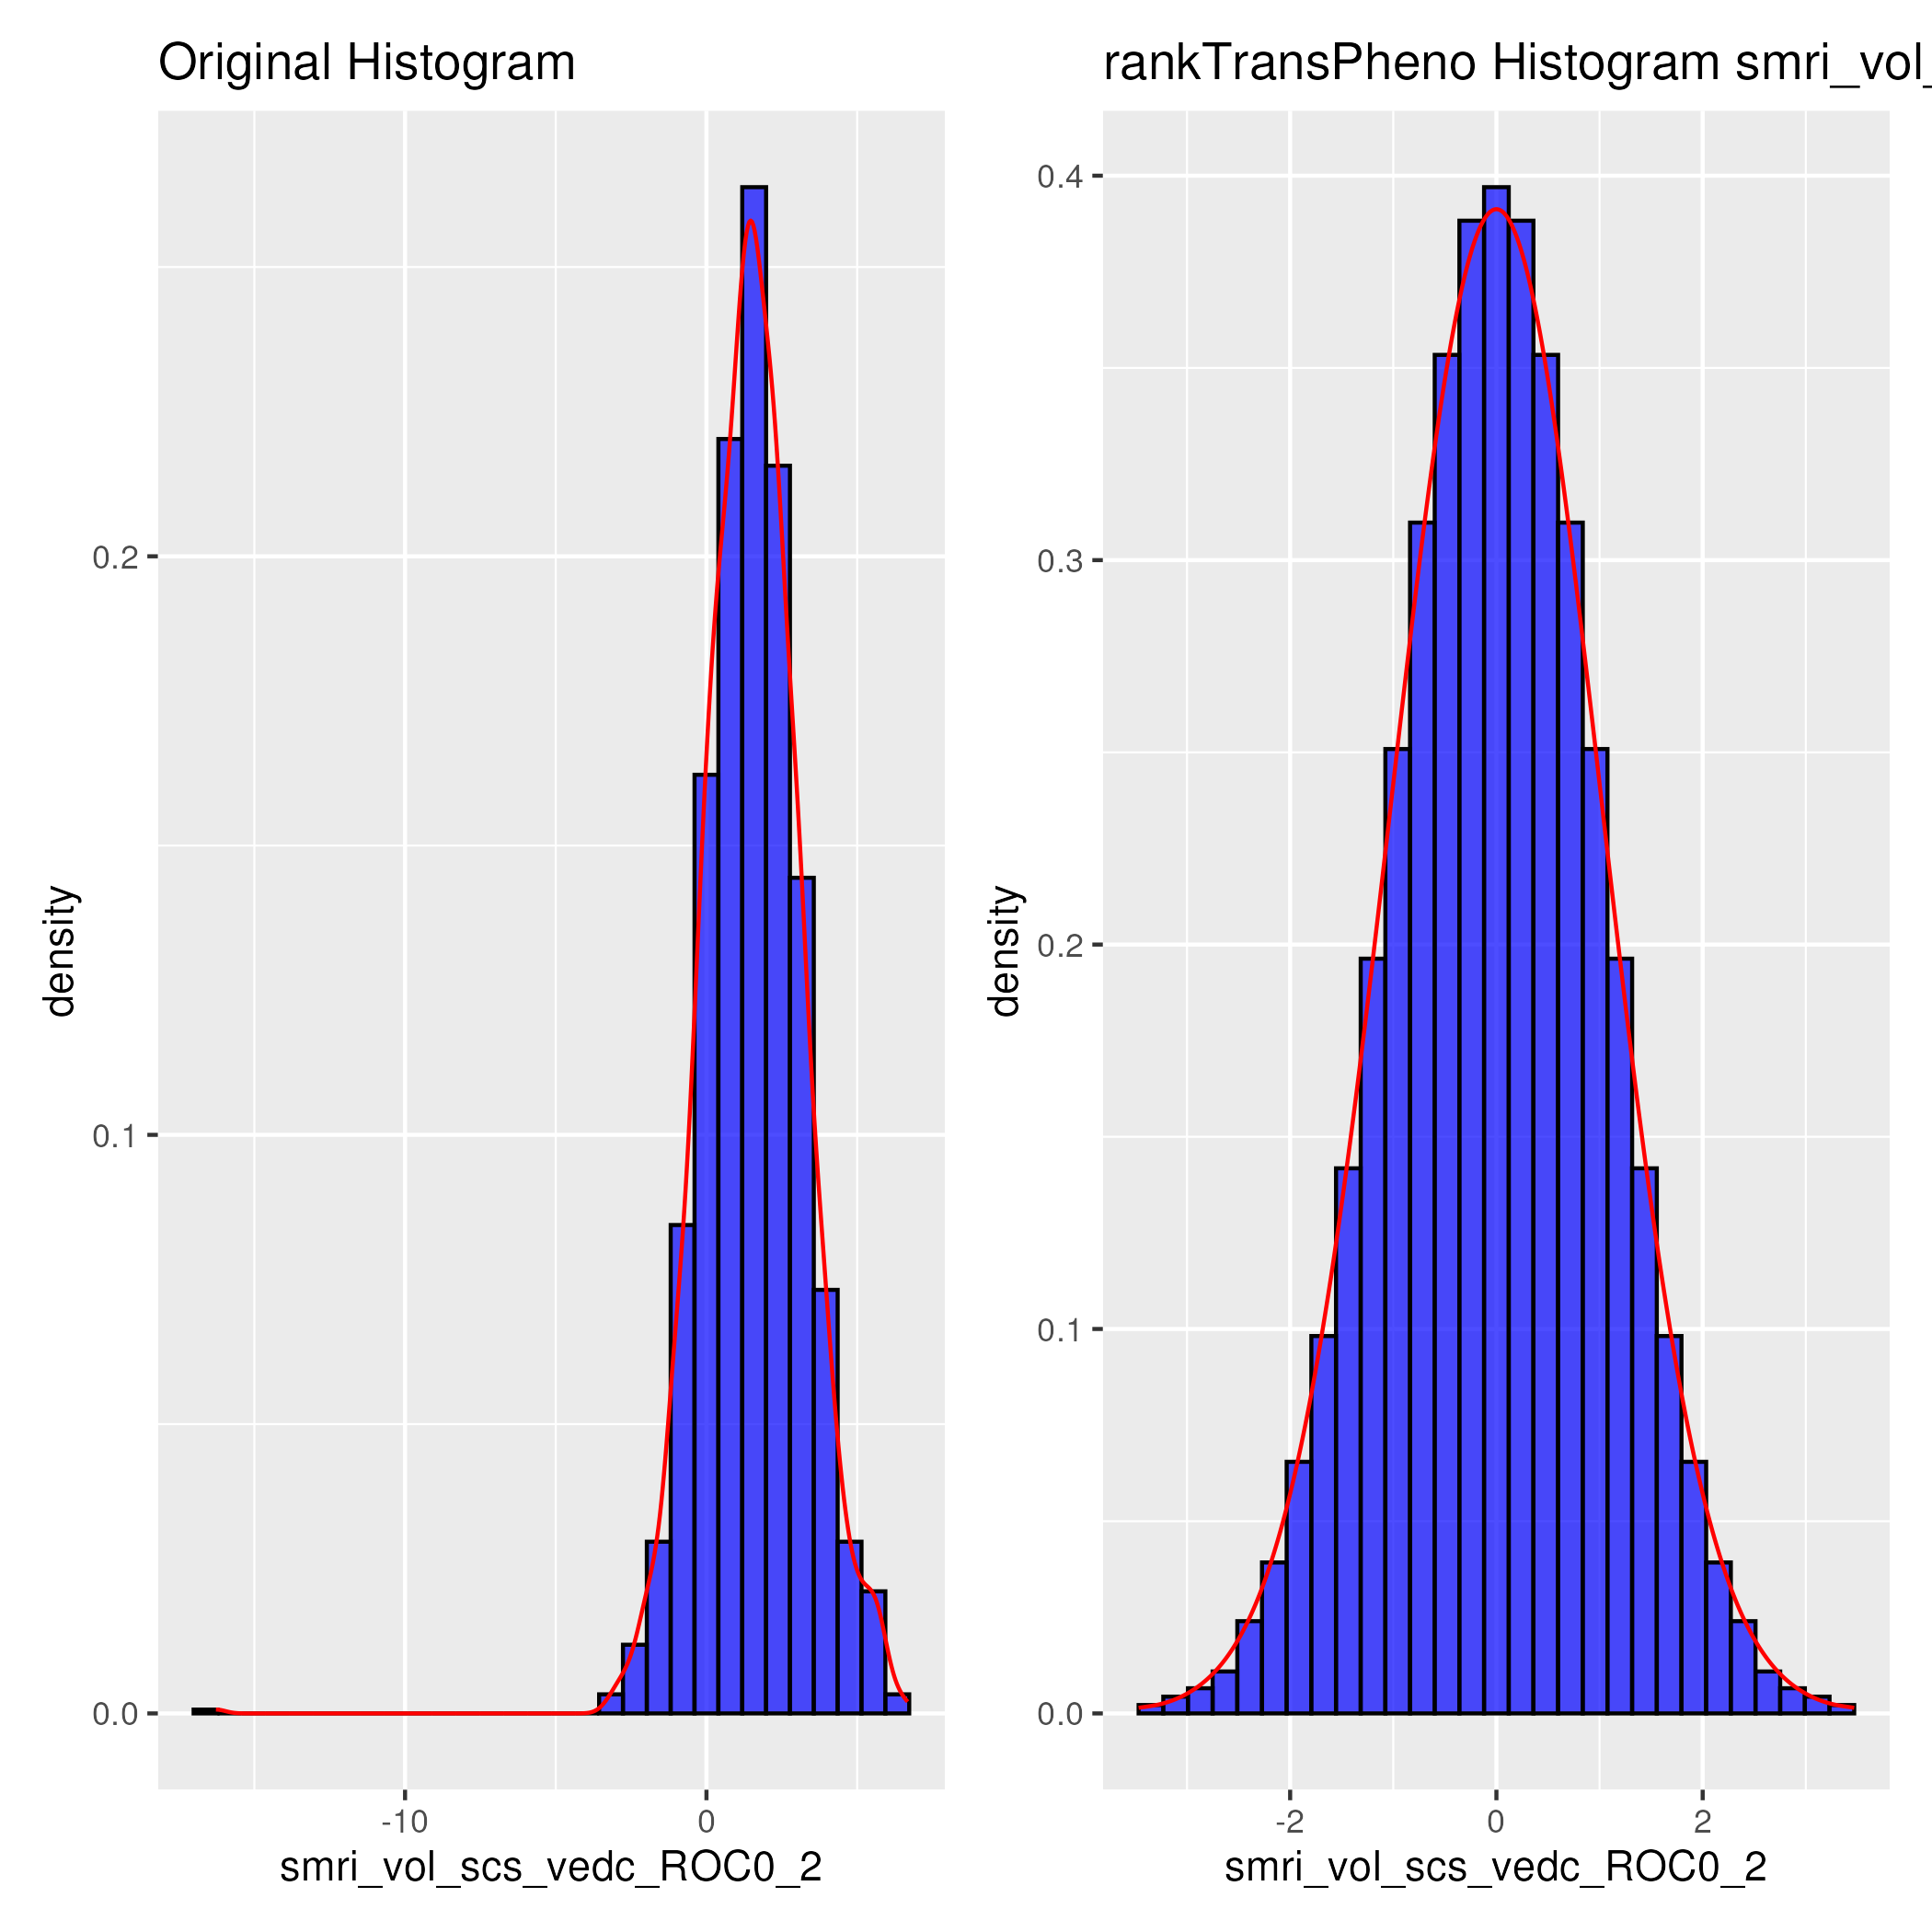 Original Histogram
density
0.2
0.1
0.0
-10
0
smri_vol_scs_vedc_ROC0_2
rankTransPheno Histogram smri_vol_
density
0.4
0.3
0.2
0.1
0.0
-2
0
2
smri_vol_scs_vedc_ROC0_2